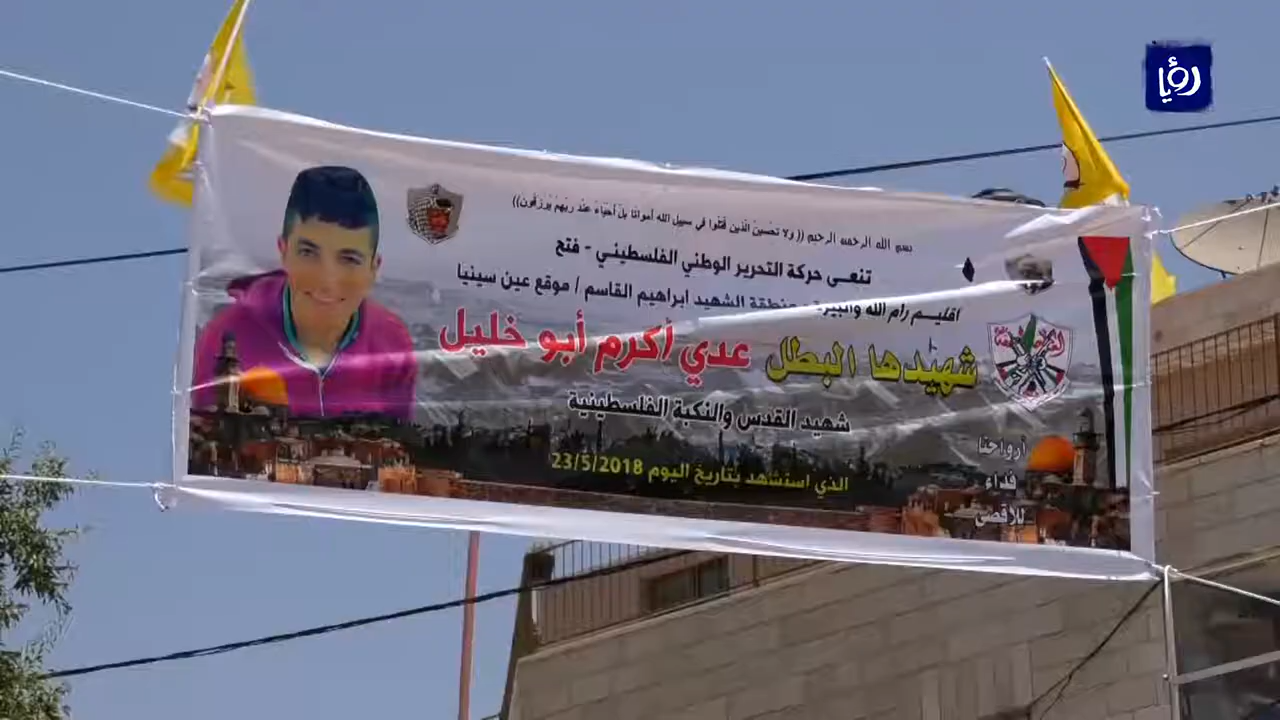 رؤيا
بسم الله الرحمن الرحيم ((ولا تحسبن الذين قتلوا في سبيل الله أمواتا بل أحياء عند ربهم يرزقون))
تنعى حركة التحرير الوطني الفلسطيني - فتح
اقليم رام الله والبيرة منطقة الشهيد ابراهيم القاسم / موقع عين سينيا
شهيدها البطل عدي أكرم أبو خليل
شهيد القدس والنكبة الفلسطينية
الذي استشهد بتاريخ اليوم 23/5/2018
أرواحنا
فداء
للأقصى